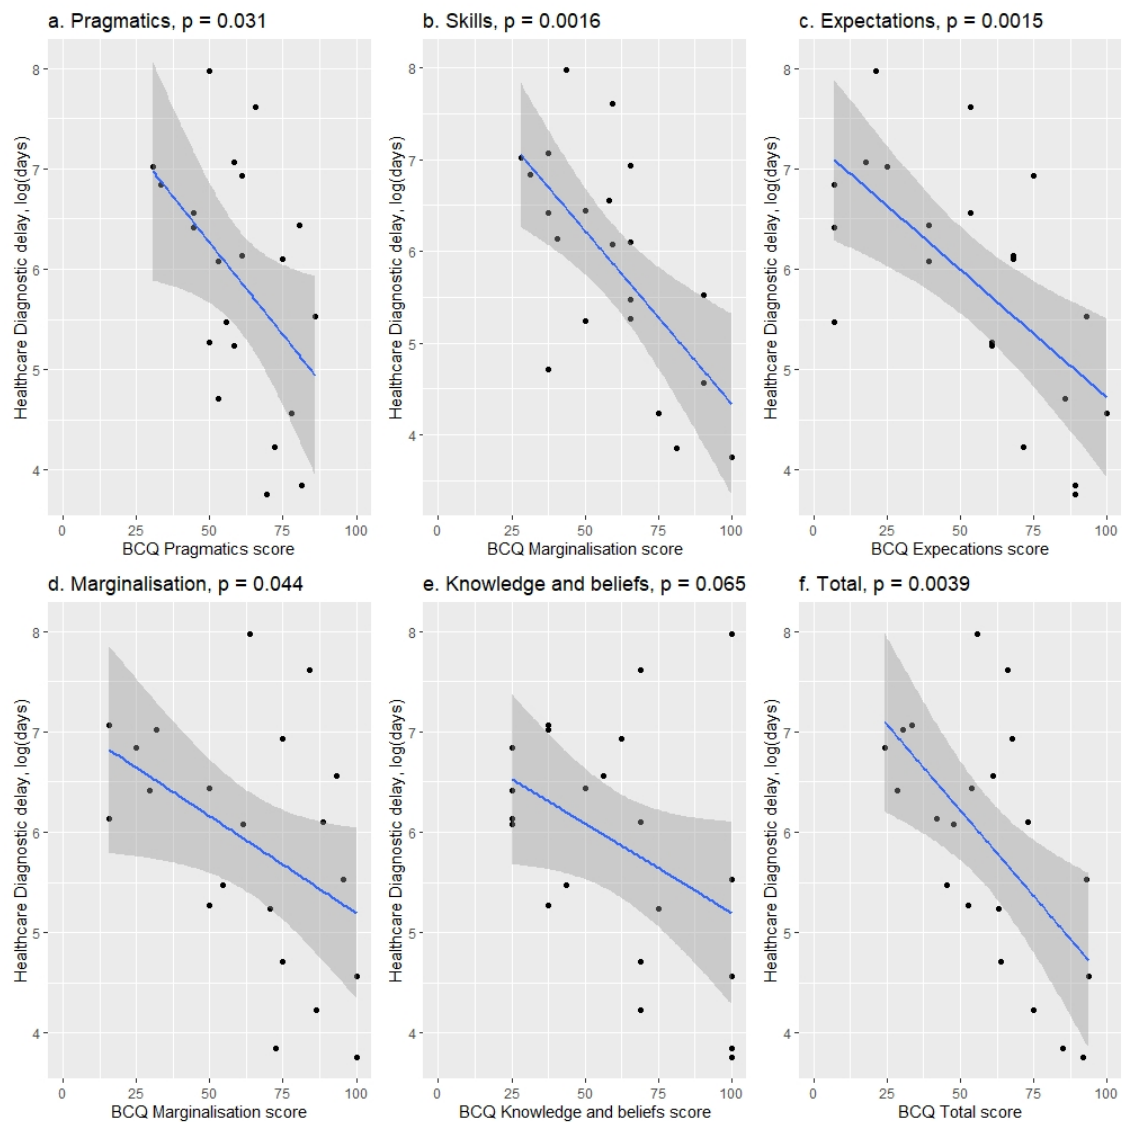 a. Pragmatics, p = 0.031
Healthcare Diagnostic delay, log(days)
8
7
6
5
4
0 25 50 75 100
BCQ Pragmatics score
b. Skills, p = 0.0016
Healthcare Diagnostic delay, log(days)
8
7
6
5
4
0 25 50 75 100
BCQ Marginalisation score
c. Expectations, p = 0.0015
Healthcare Diagnostic delay, log(days)
8
7
6
5
4
0 25 50 75 100
BCQ Expecations score
d. Marginalisation, p = 0.044
Healthcare Diagnostic delay, log(days)
8
7
6
5
4
0 25 50 75 100
BCQ Marginalisation score
e. Knowledge and beliefs, p = 0.065
Healthcare Diagnostic delay, log(days)
8
7
6
5
4
0 25 50 75 100
BCQ Knowledge and beliefs score
f. Total, p = 0.0039
Healthcare Diagnostic delay, log(days)
8
7
6
5
4
0 25 50 75 100
BCQ Total score